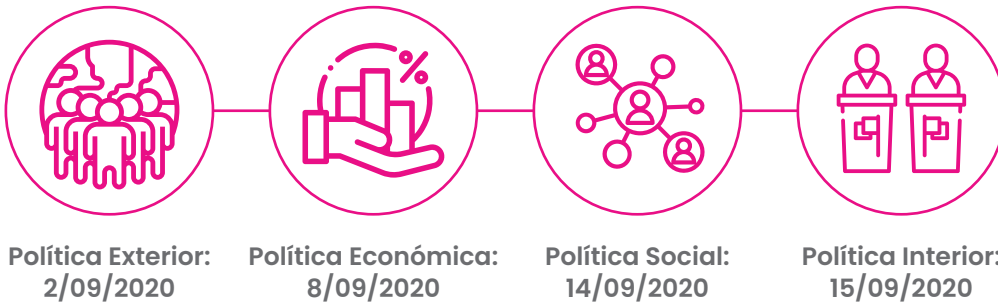 %
Política Exterior:
2/09/2020
Política Económica:
8/09/2020
Política Social:
14/09/2020
Política Interior:
15/09/2020